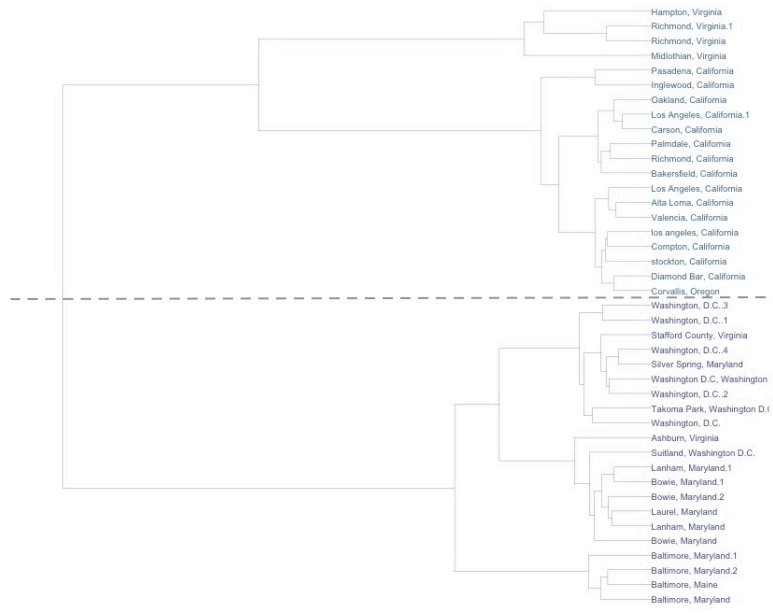 Hampton, Virginia
Richmond, Virginia.1
Richmond, Virginia
Midlothian, Virginia
Pasadena, California
Inglewood, California
Oakland, California
Los Angeles, California.1
Carson, California
Palmdale, California
Richmond, California
Bakersfield, California
Los Angeles, California
Alta Loma, California
Valencia, California
los angeles, California
Compton, California
stockton, California
Diamond Bar, California
Corvallis, Oregon
Washington, D.C..3
Washington, D.C..1
Stafford County, Virginia
Washington, D.C..4
Silver Spring, Maryland
Washington D.C, Washington
Washington, D.C..2
Takoma Park, Washington D.
Washington, D.C.
Ashburn, Virginia
Suitland, Washington D.C.
Lanham, Maryland.1
Bowie, Maryland.1
Bowie, Maryland.2
Laurel, Maryland
Lanham, Maryland
Bowie, Maryland
Baltimore, Maryland.1
Baltimore, Maryland.2
Baltimore, Maine
Baltimore, Maryland